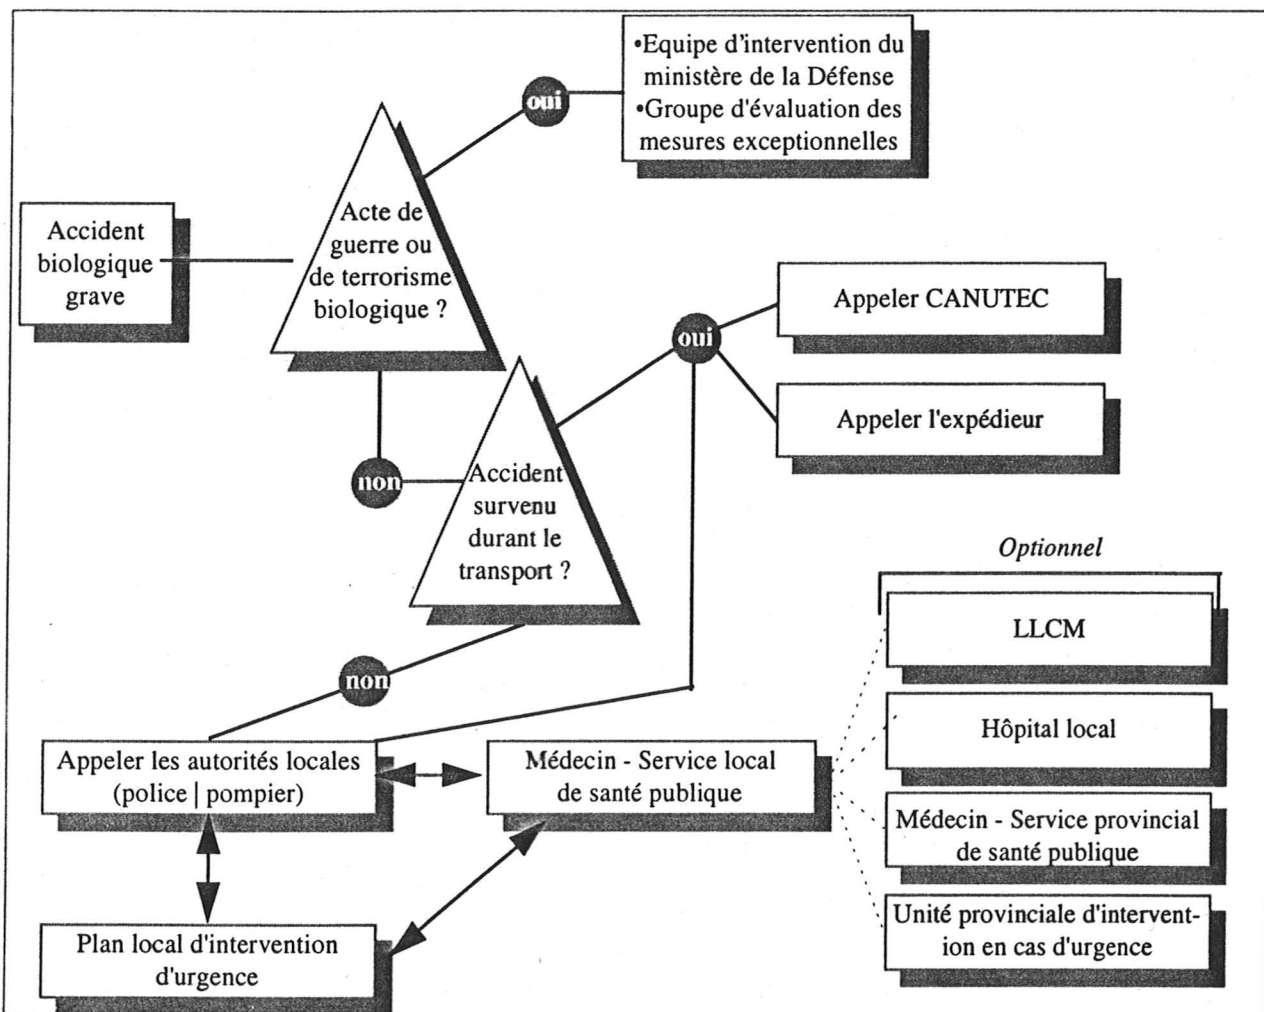 •Equipe d'intervention du
ministère de la Défense
•Groupe d'évaluation des
mesures exceptionnelles
oui
Accident
biologique
grave
Acte de
guerre ou
de terrorisme
biologique ?
oui
Appeler CANUTEC
Appeler l'expédieur
non
Accident
survenu
durant le
transport ?
Optionnel
LLCM
non
Hôpital local
Appeler les autorités locales
(police | pompier)
Médecin - Service local
de santé publique
Médecin - Service provincial
de santé publique
Unité provinciale d'intervent-
ion en cas d'urgence
Plan local d'intervention
d'urgence